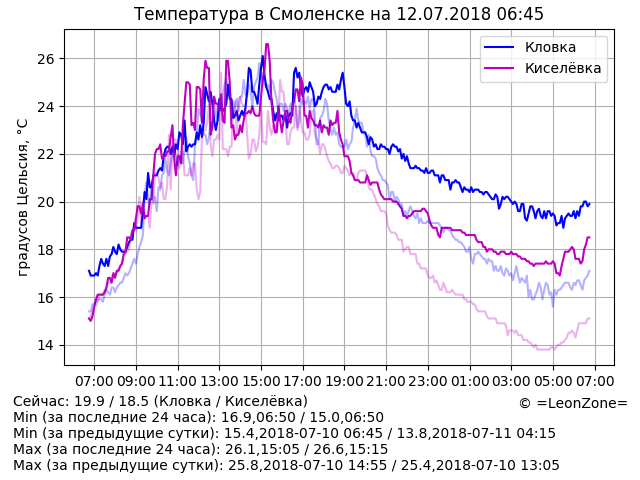 Температура в Смоленске на 12.07.2018 06:45
Кловка
Киселёвка
градусов Цельсия, °C
26
24
22
20
18
16
14
07:00 09:00 11:00 13:00 15:00 17:00 19:00 21:00 23:00 01:00 03:00 05:00 07:00
Сейчас: 19.9 / 18.5 (Кловка / Киселёвка)
© =LeonZone=
Min (за последние 24 часа): 16.9,06:50 / 15.0,06:50
Min (за предыдущие сутки): 15.4,2018-07-10 06:45 / 13.8,2018-07-11 04:15
Max (за последние 24 часа): 26.1,15:05 / 26.6,15:15
Max (за предыдущие сутки): 25.8,2018-07-10 14:55 / 25.4,2018-07-10 13:05